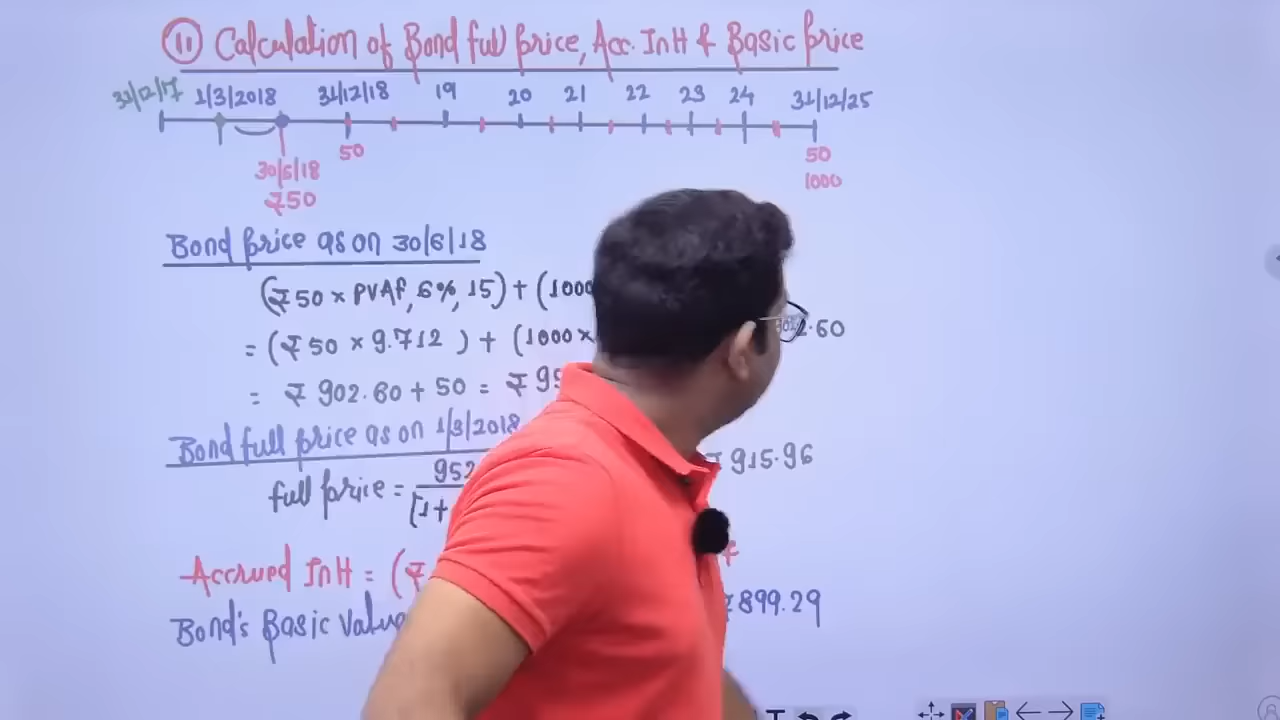 11 Calculation of Bond full price, Acc. Intt & Basic price
31/12/17 1/3/2018 31/12/18 19 20 21 22 23 24 31/12/25
30/6/18 50 50
₹50 1000
Bond price as on 30/6/18
(₹50 × PVAF, 6%, 15) + (1000
= (₹50 × 9.712 ) + (1000 × 902.60
= ₹ 902.60 + 50 = ₹95
Bond full price as on 1/3/2018
full price = 952 ₹915.96
[1+
Accrued Intt = (₹
Bond's Basic Value ₹899.29